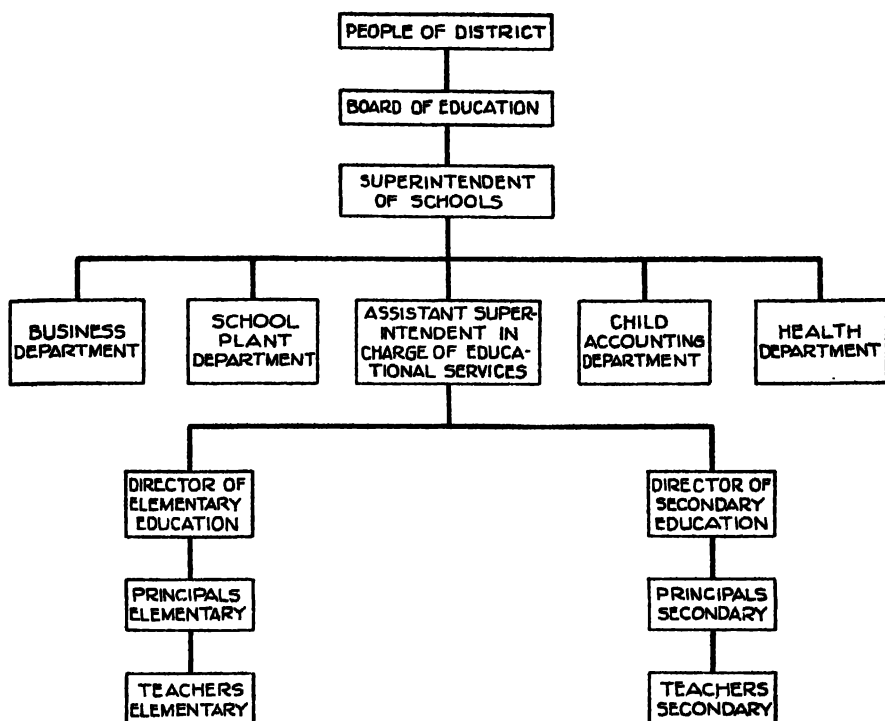 PEOPLE OF DISTRICT
BOARD OF EDUCATION
SUPERINTENDENT
OF SCHOOLS
BUSINESS
DEPARTMENT
SCHOOL
PLANT
DEPARTMENT
ASSISTANT SUPER-
INTENDENT IN
CHARGE OF EDUCA-
TIONAL SERVICES
CHILD
ACCOUNTING
DEPARTMENT
HEALTH
DEPARTMENT
DIRECTOR OF
ELEMENTARY
EDUCATION
DIRECTOR OF
SECONDARY
EDUCATION
PRINCIPALS
ELEMENTARY
PRINCIPALS
SECONDARY
TEACHERS
ELEMENTARY
TEACHERS
SECONDARY